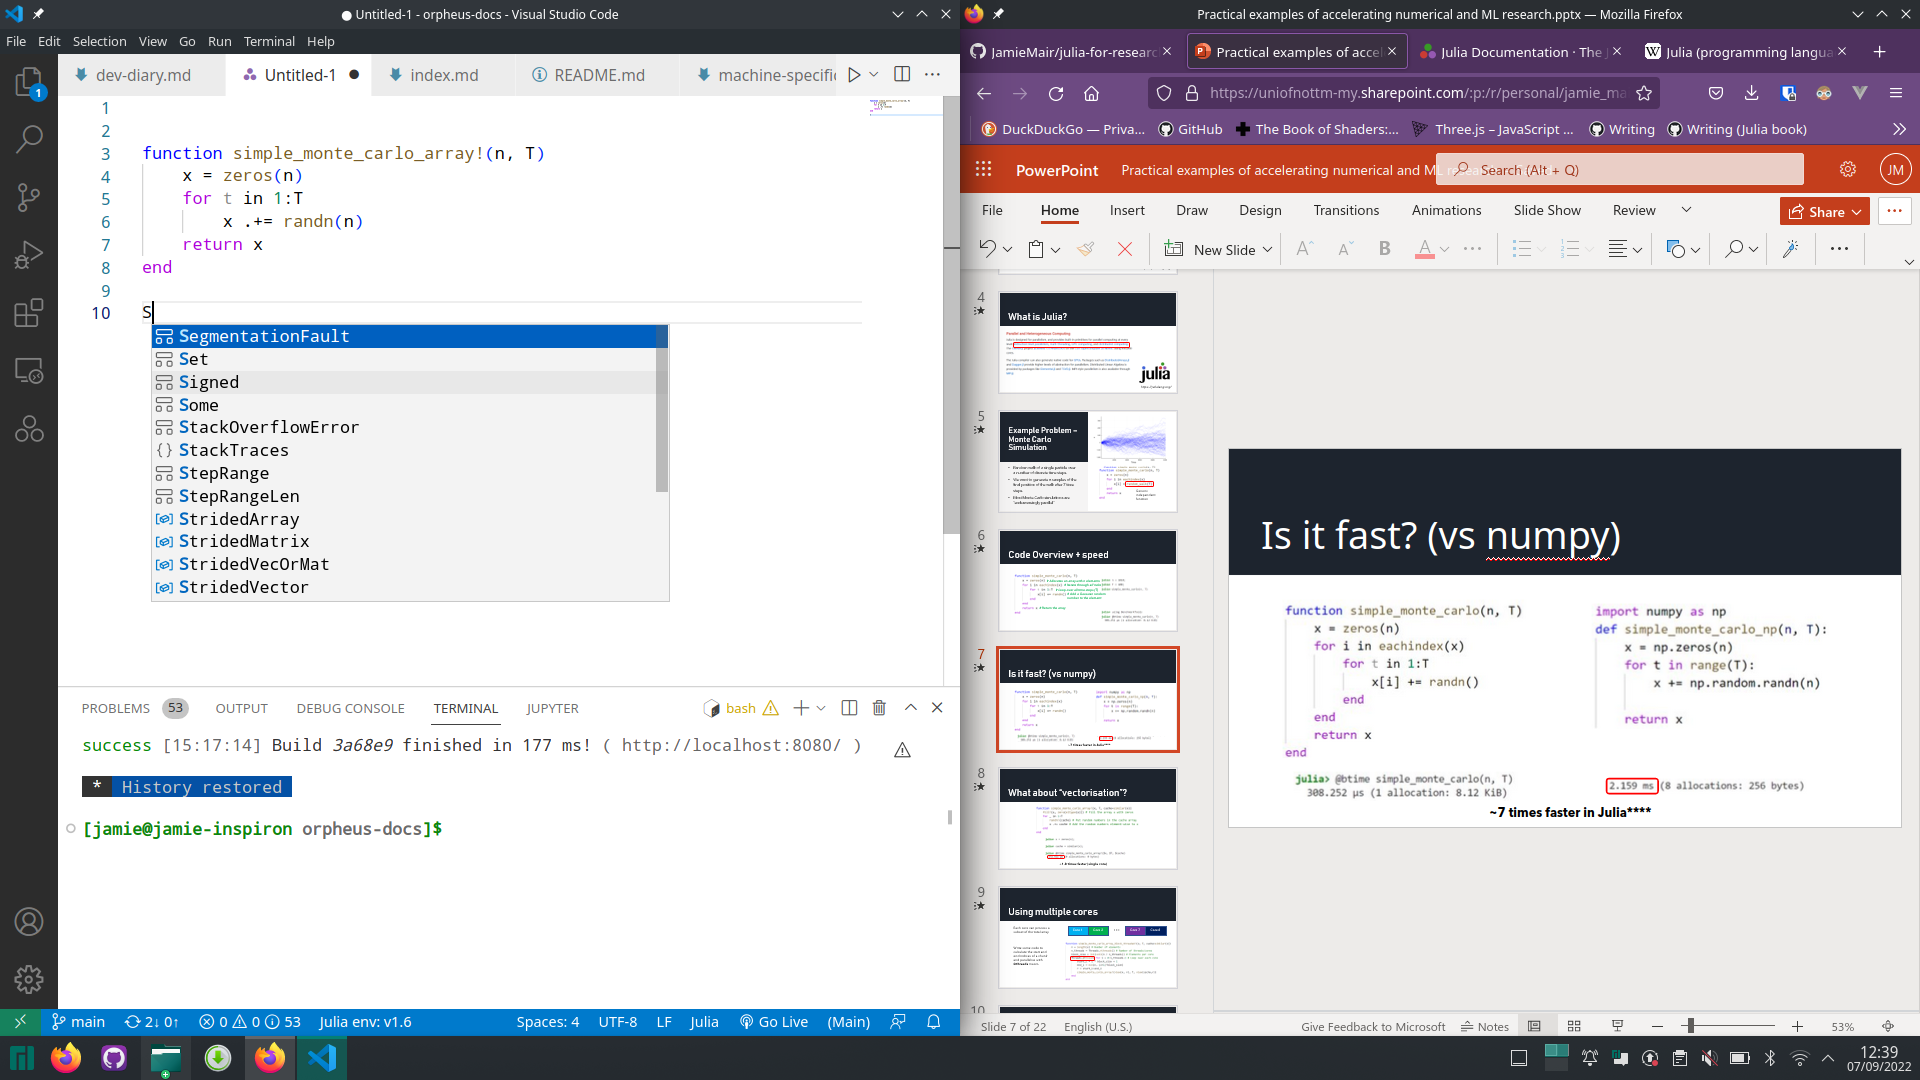 Untitled-1 - orpheus-docs - Visual Studio Code
File Edit Selection View Go Run Terminal Help
dev-diary.md Untitled-1 index.md README.md machine-specific
1
2
3 function simple_monte_carlo_array!(n, T)
4 x = zeros(n)
5 for t in 1:T
6 x .+= randn(n)
7 return x
8 end
9
10 S
SegmentationFault
Set
Signed
Some
StackOverflowError
StackTraces
StepRange
StepRangeLen
StridedArray
StridedMatrix
StridedVecOrMat
StridedVector
PROBLEMS 53 OUTPUT DEBUG CONSOLE TERMINAL JUPYTER bash
success [15:17:14] Build 3a68e9 finished in 177 ms! ( http://localhost:8080/ )
* History restored
[jamie@jamie-inspiron orpheus-docs]$
main 2↓ 0↑ 0 0 53 Julia env: v1.6 Spaces: 4 UTF-8 LF Julia Go Live (Main)
Practical examples of accelerating numerical and ML research.pptx — Mozilla Firefox
JamieMair/julia-for-researc Practical examples of accel Julia Documentation · The J Julia (programming langua
https://uniofnottm-my.sharepoint.com/:p:/r/personal/jamie_ma
DuckDuckGo — Priva... GitHub The Book of Shaders:... Three.js – JavaScript ... Writing Writing (Julia book)
PowerPoint Practical examples of accelerating numerical and ML Search (Alt + Q) JM
File Home Insert Draw Design Transitions Animations Slide Show Review Share
New Slide
4
What is Julia?
julia
5
Example Problem –
Monte Carlo
Simulation
6
Code Overview + speed
7
Is it fast? (vs numpy)
~7 times faster in Julia****
8
What about "vectorisation"?
9
Using multiple cores
10
Is it fast? (vs numpy)
function simple_monte_carlo(n, T)
x = zeros(n)
for i in eachindex(x)
for t in 1:T
x[i] += randn()
end
end
return x
end
julia> @btime simple_monte_carlo(n, T)
308.252 μs (1 allocation: 8.12 KiB)
import numpy as np
def simple_monte_carlo_np(n, T):
x = np.zeros(n)
for t in range(T):
x += np.random.randn(n)
return x
2.159 ms (8 allocations: 256 bytes)
~7 times faster in Julia****
Slide 7 of 22 English (U.S.) Give Feedback to Microsoft Notes 53%
12:39
07/09/2022